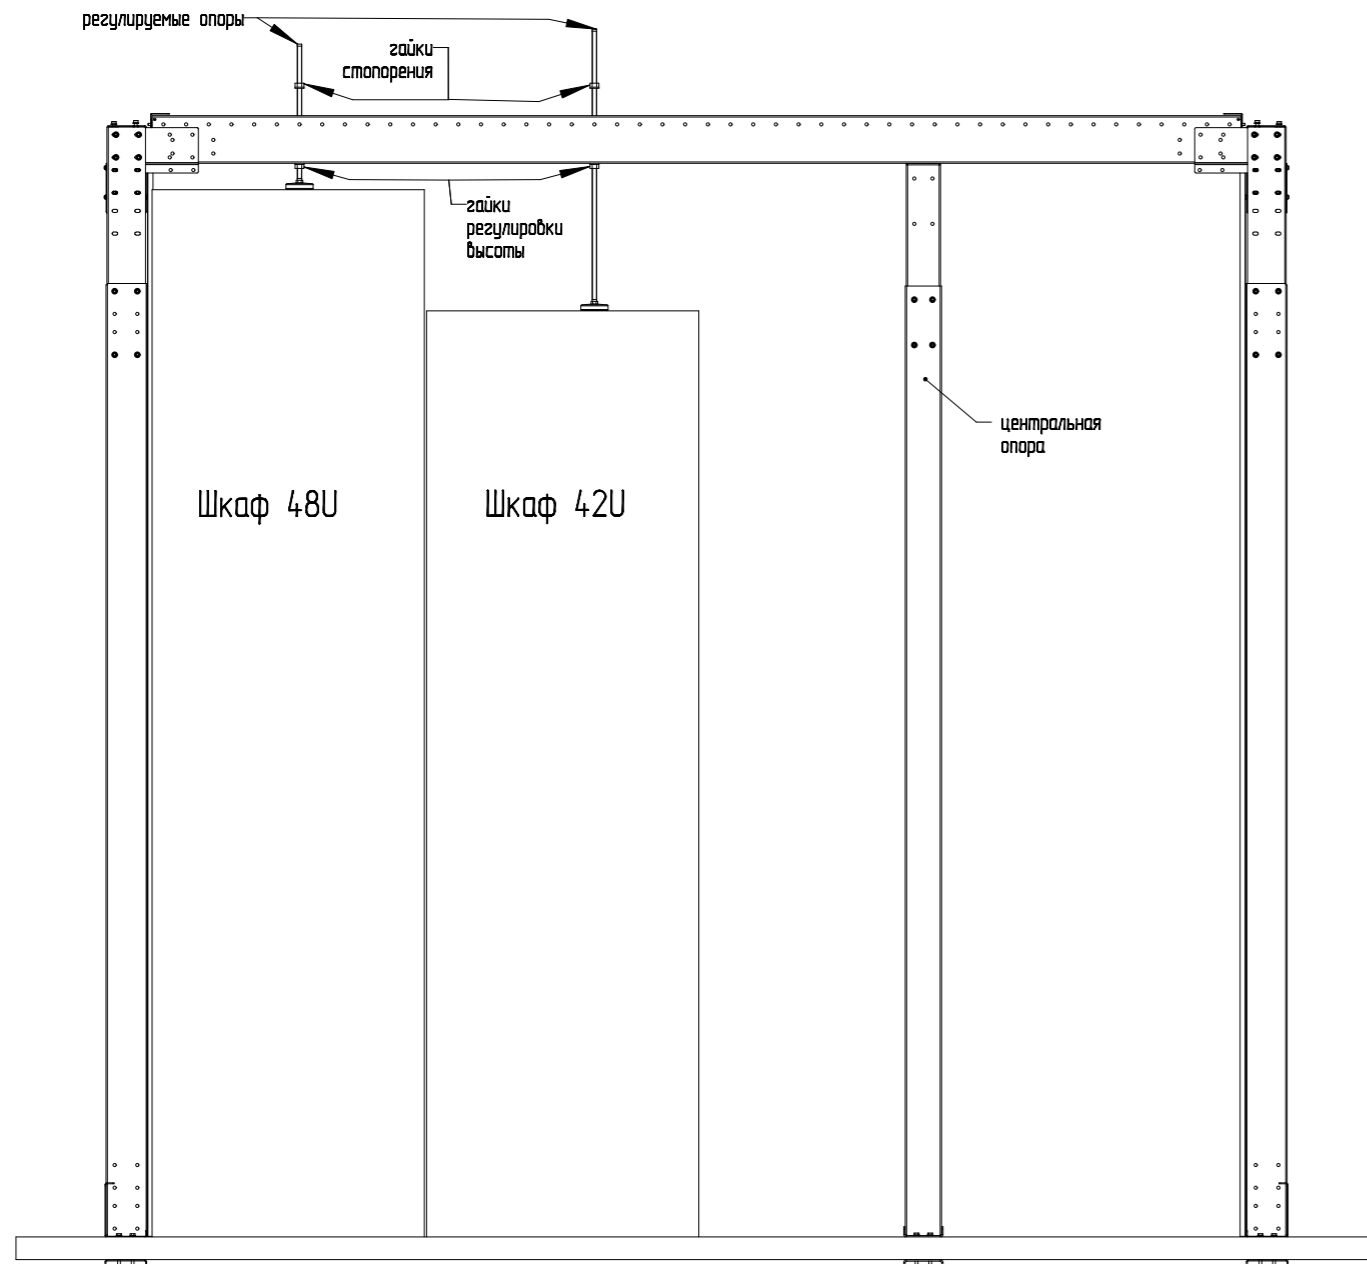 регулируемые опоры
гайки
стопорения
гайки
регулировки
высоты
центральная
опора
Шкаф 48U
Шкаф 42U